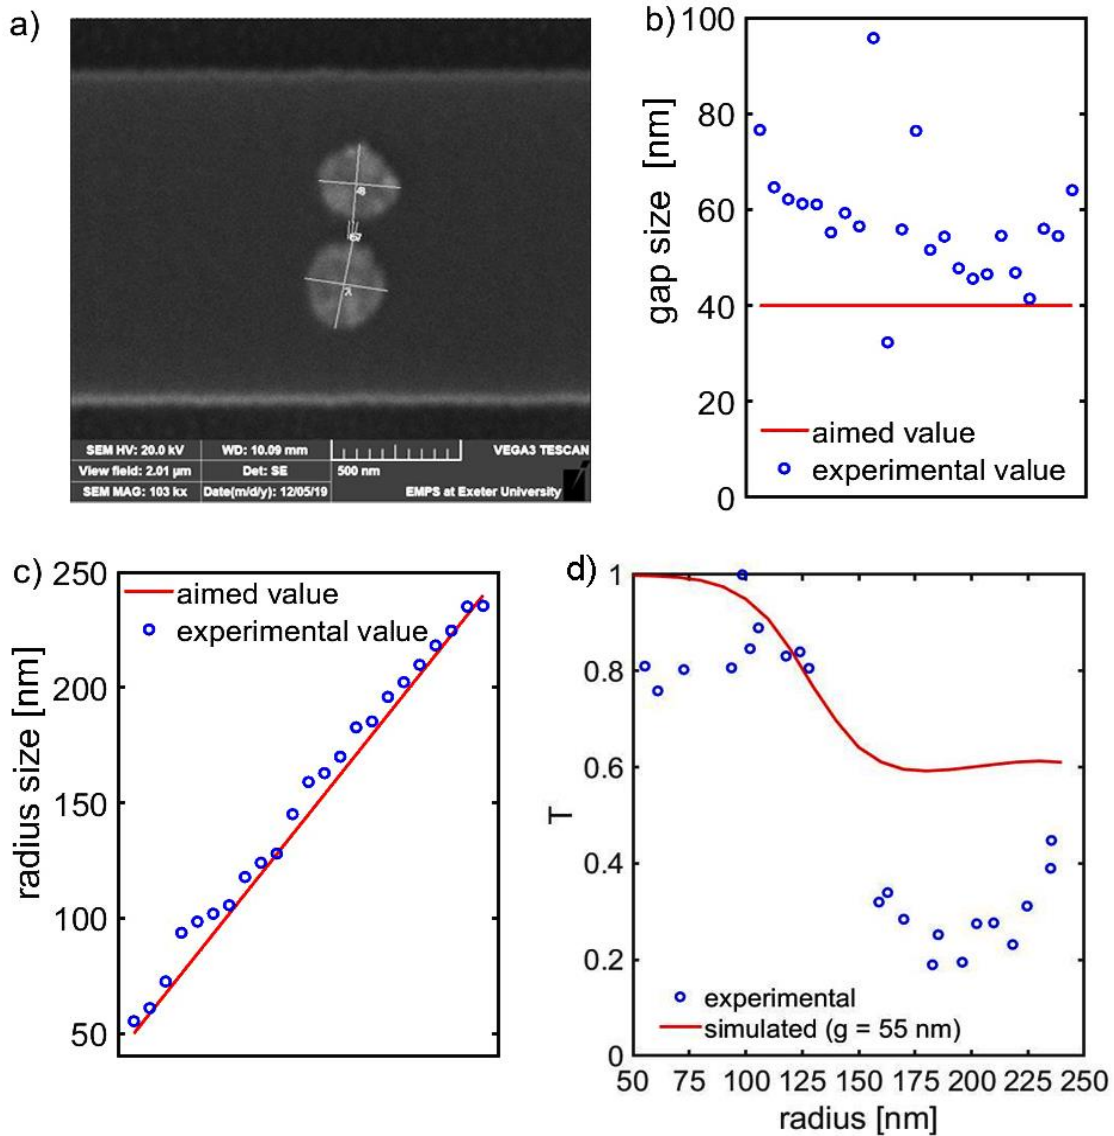 a)
67
SEM HV: 20.0 kV
WD: 10.09 mm
VEGA3 TESCAN
View field: 2.01 µm
Det: SE
500 nm
SEM MAG: 103 kx
Date(m/d/y): 12/05/19
EMPS at Exeter University
b)
100
80
60
40
20
0
gap size [nm]
aimed value
experimental value
c)
250
200
150
100
50
radius size [nm]
aimed value
experimental value
d)
1
0.8
0.6
0.4
0.2
0
T
experimental
simulated (g = 55 nm)
50 75 100 125 150 175 200 225 250
radius [nm]